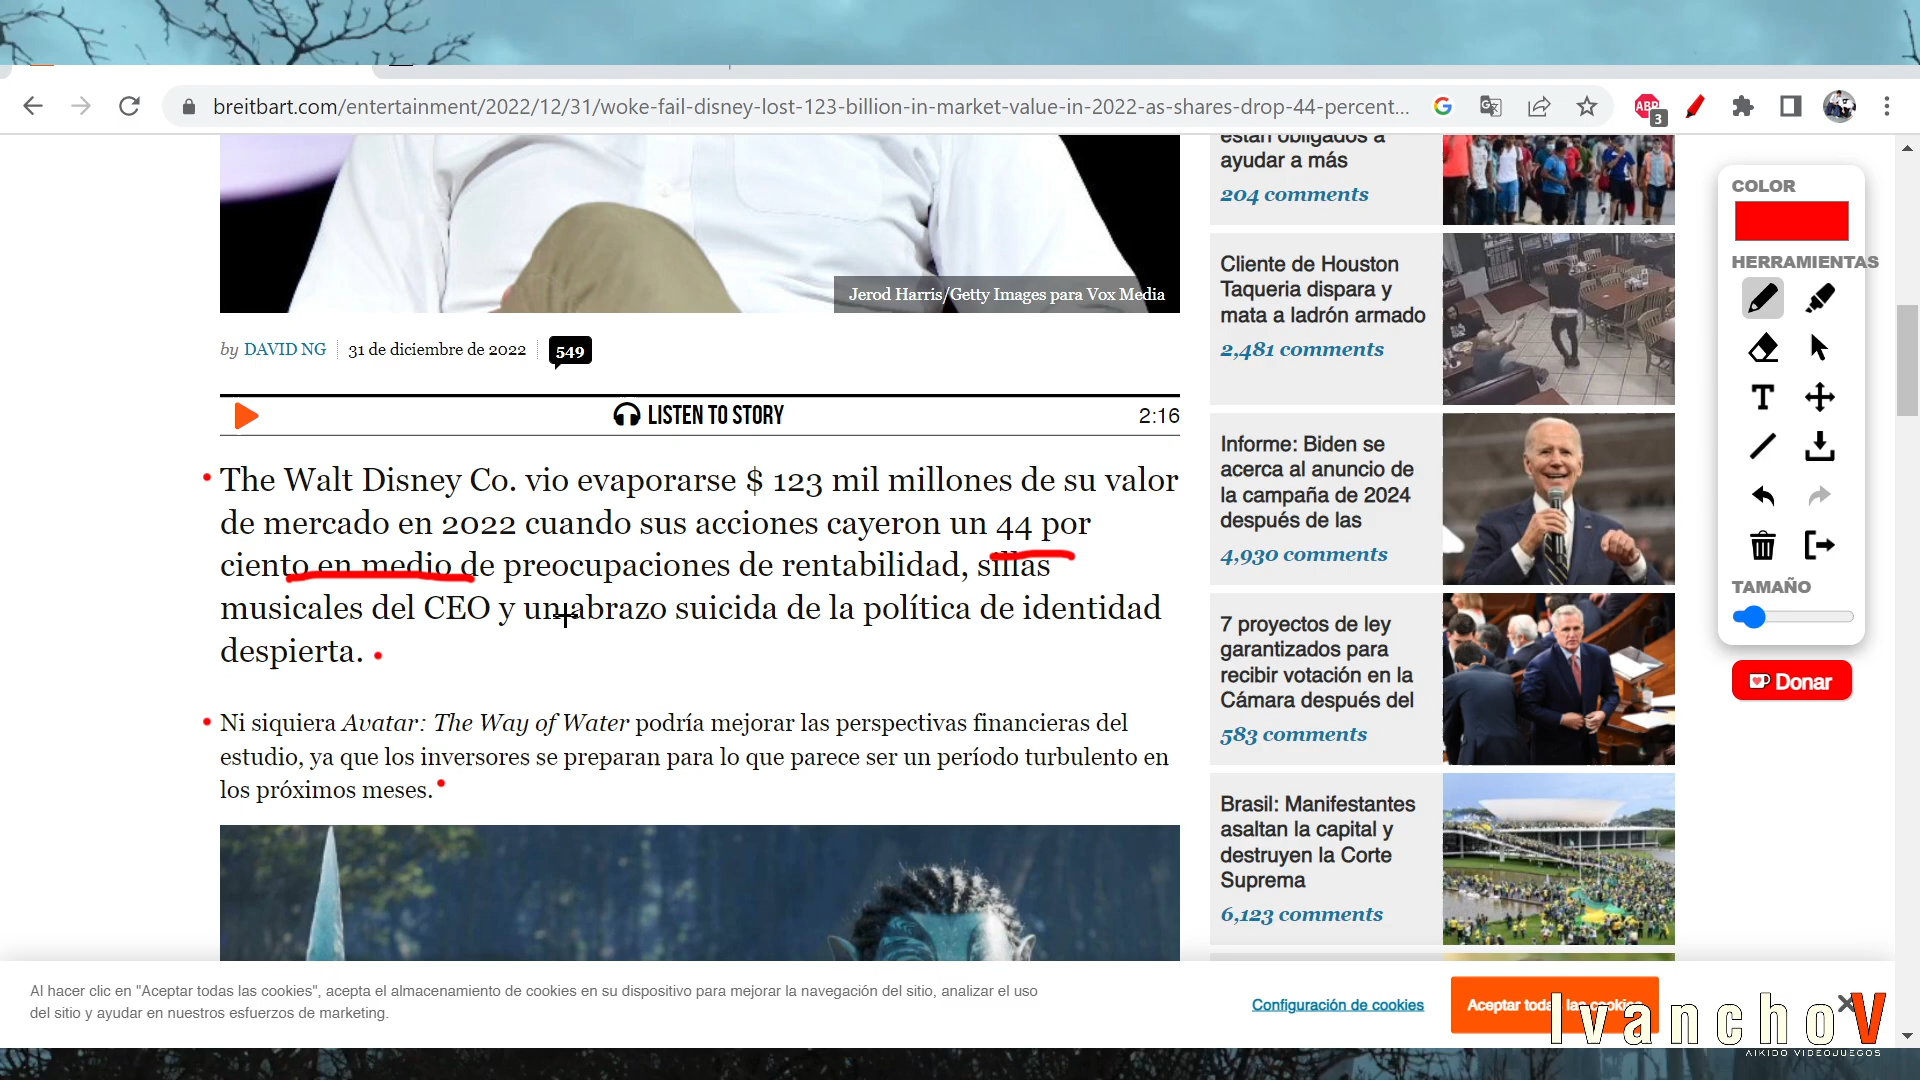 breitbart.com/entertainment/2022/12/31/woke-fail-disney-lost-123-billion-in-market-value-in-2022-as-shares-drop-44-percent...
ABP
3
Jerod Harris/Getty Images para Vox Media
by DAVID NG
31 de diciembre de 2022
549
LISTEN TO STORY
2:16
The Walt Disney Co. vio evaporarse $ 123 mil millones de su valor
de mercado en 2022 cuando sus acciones cayeron un 44 por
ciento en medio de preocupaciones de rentabilidad, sillas
musicales del CEO y un abrazo suicida de la política de identidad
despierta.
Ni siquiera Avatar: The Way of Water podría mejorar las perspectivas financieras del
estudio, ya que los inversores se preparan para lo que parece ser un período turbulento en
los próximos meses.
están obligados a
ayudar a más
204 comments
Cliente de Houston
Taqueria dispara y
mata a ladrón armado
2,481 comments
Informe: Biden se
acerca al anuncio de
la campaña de 2024
después de las
4,930 comments
7 proyectos de ley
garantizados para
recibir votación en la
Cámara después del
583 comments
Brasil: Manifestantes
asaltan la capital y
destruyen la Corte
Suprema
6,123 comments
COLOR
HERRAMIENTAS
T
TAMAÑO
Donar
Al hacer clic en "Aceptar todas las cookies", acepta el almacenamiento de cookies en su dispositivo para mejorar la navegación del sitio, analizar el uso
del sitio y ayudar en nuestros esfuerzos de marketing.
Configuración de cookies
Aceptar todas las cookies
IvanchoV
AIKIDO VIDEOJUEGOS